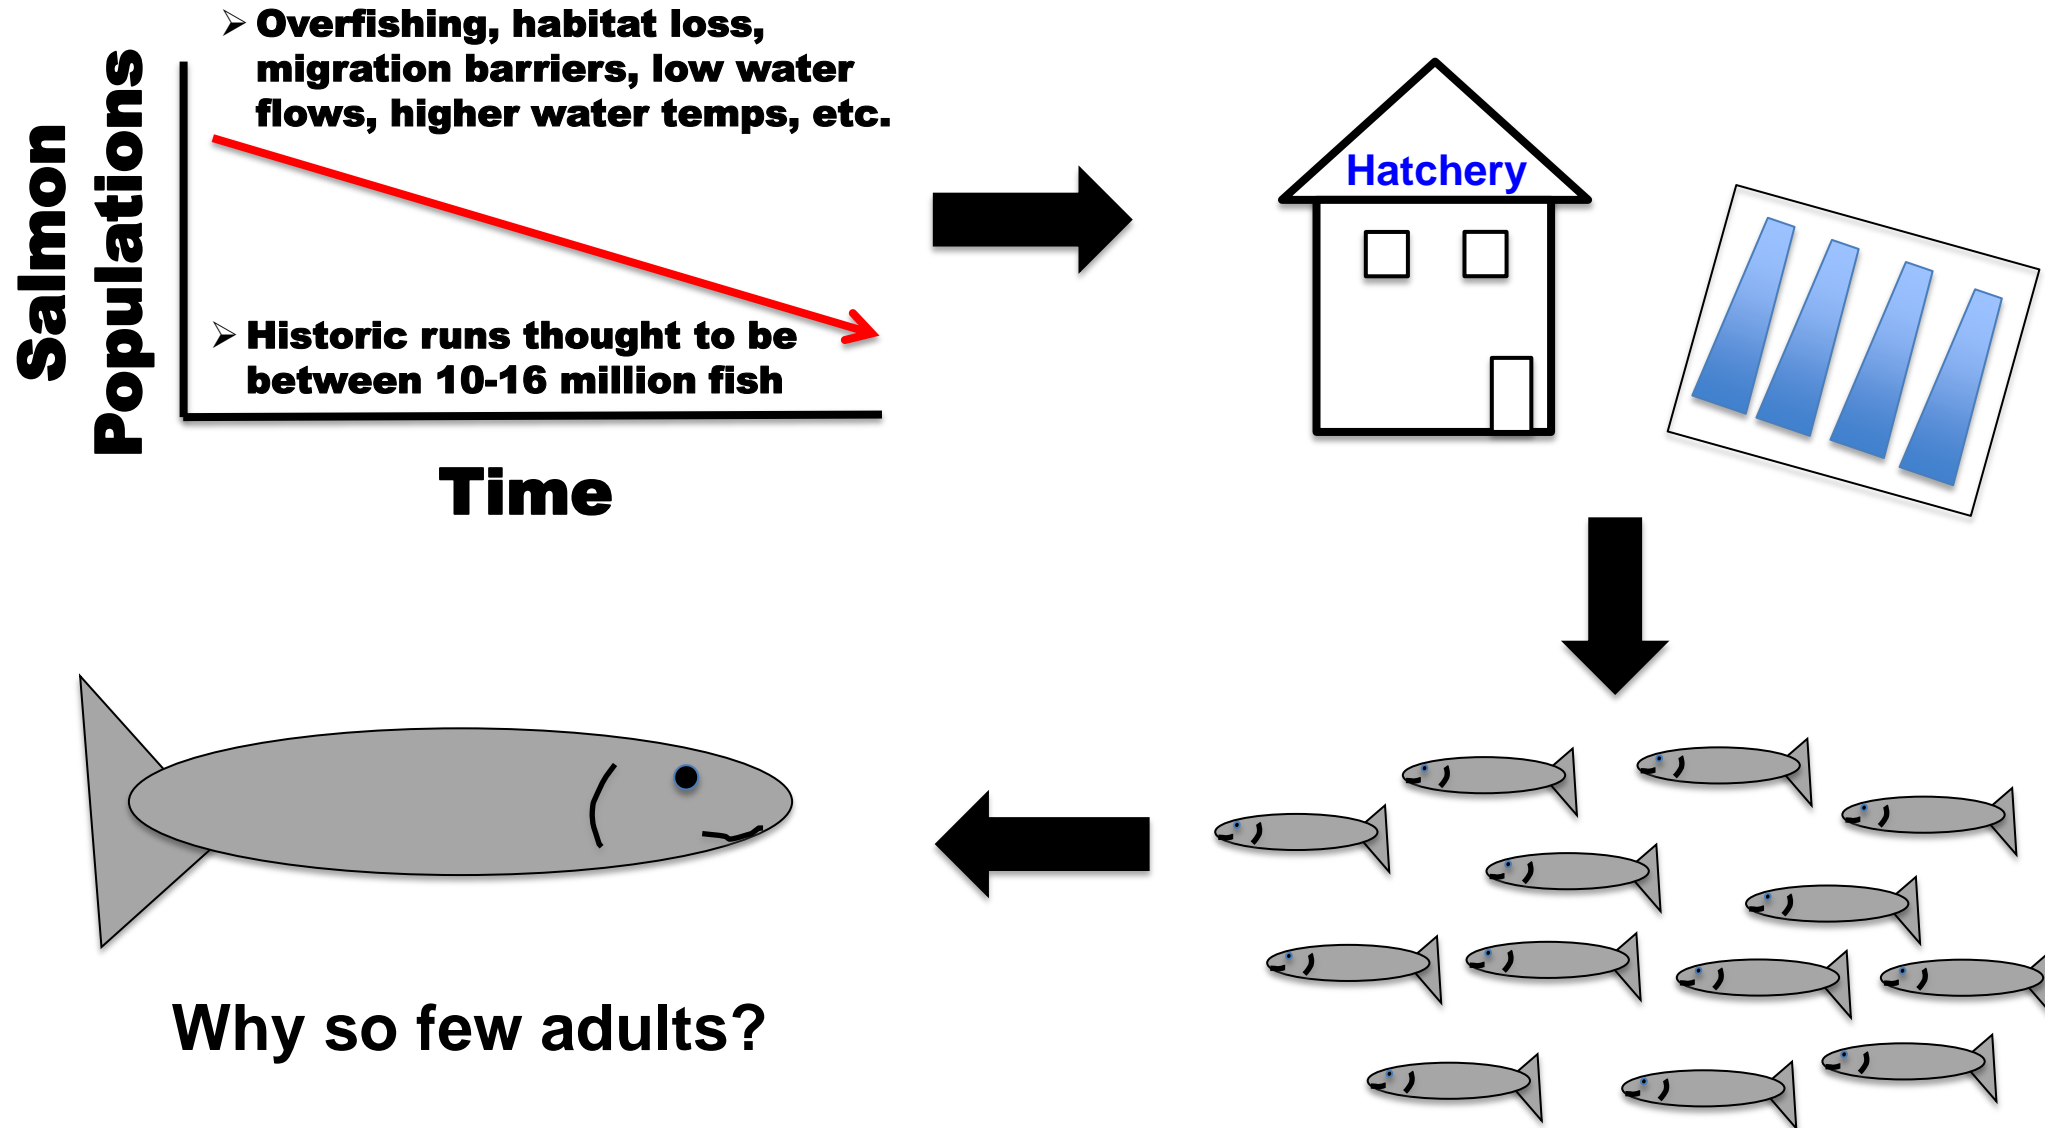 ➢ Overfishing, habitat loss,
migration barriers, low water
flows, higher water temps, etc.
Salmon
Populations
➢ Historic runs thought to be
between 10-16 million fish
Time
Hatchery
Why so few adults?